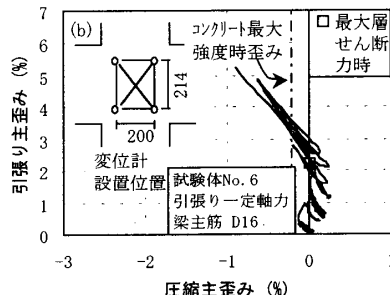 (b)
コンクリート最大
強度時歪み
最大層
せん断
力時
214
200
変位計
設置位置
試験体No.6
引張り一定軸力
梁主筋 D16
引張り主歪み (%)
7
6
5
4
3
2
1
0
-3
-2
-1
0
1
圧縮主歪み (%)